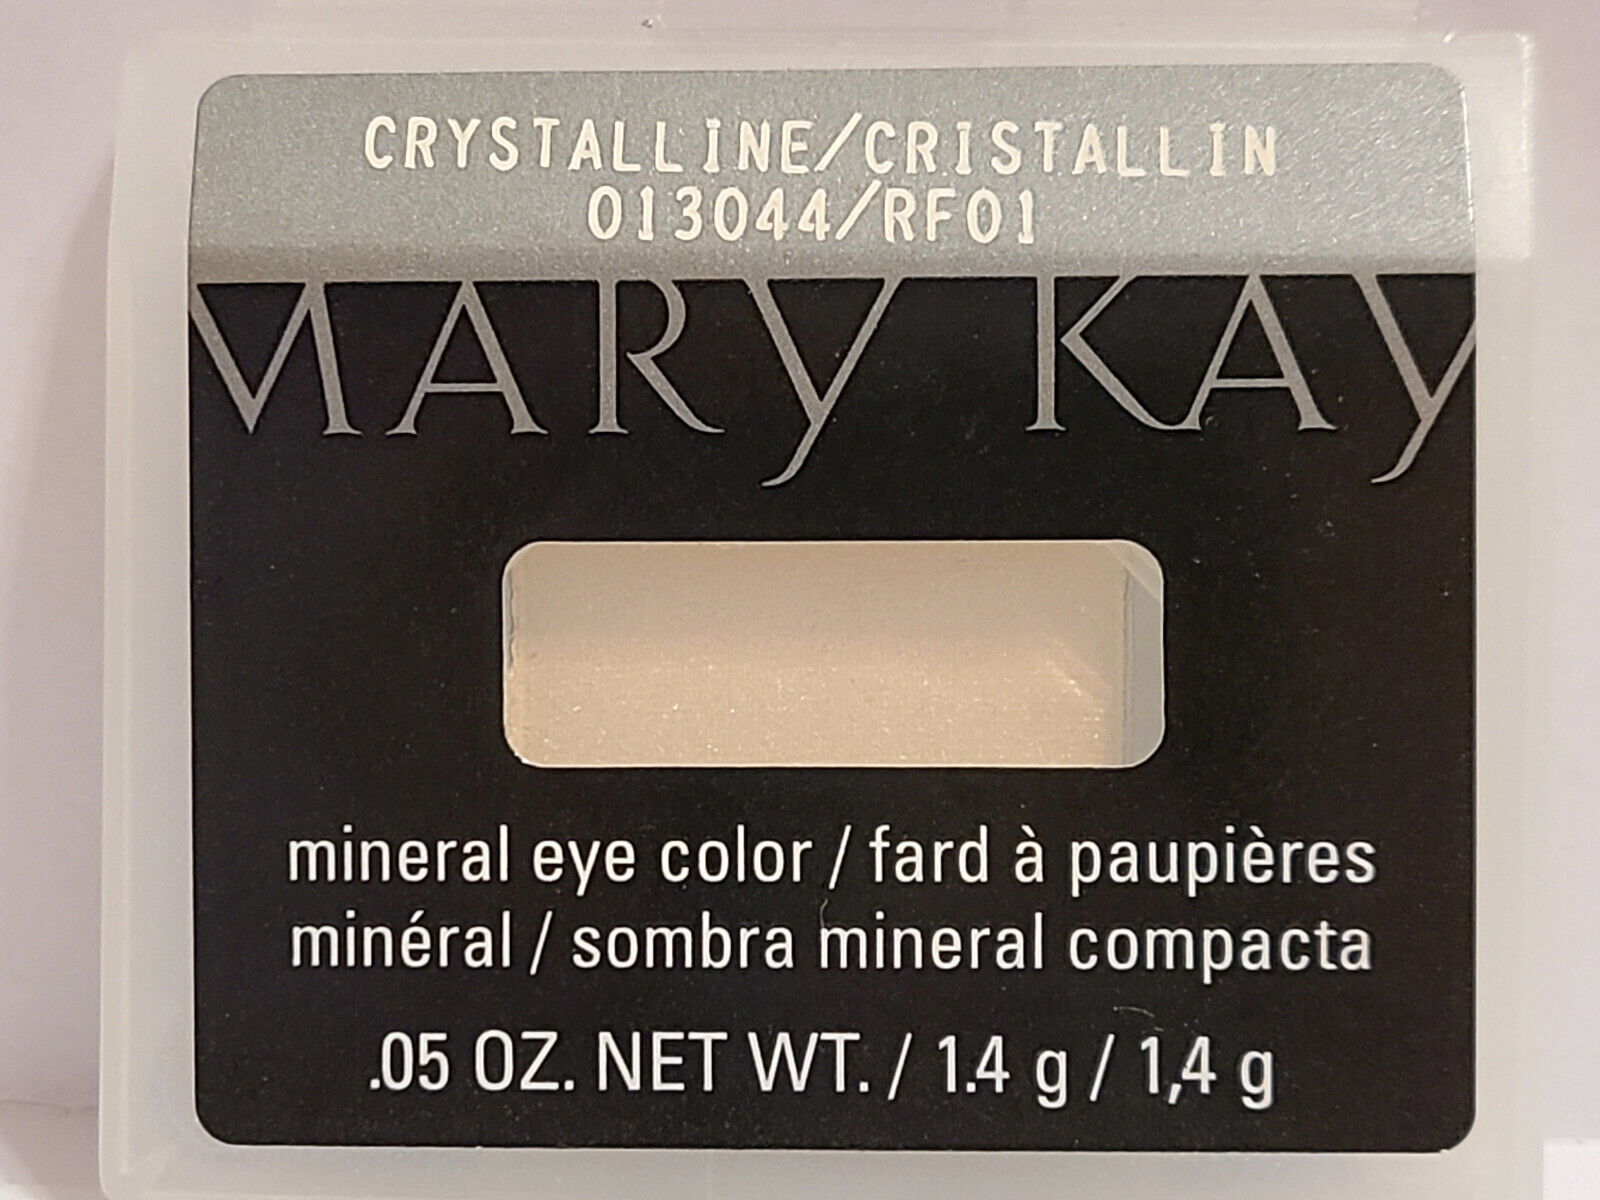 CRYSTALLINE/CRISTALLIN
013044/RF01
MARY KAY
mineral eye color / fard à paupières
minéral / sombra mineral compacta
.05 OZ. NET WT. / 1.4 g / 1,4 g